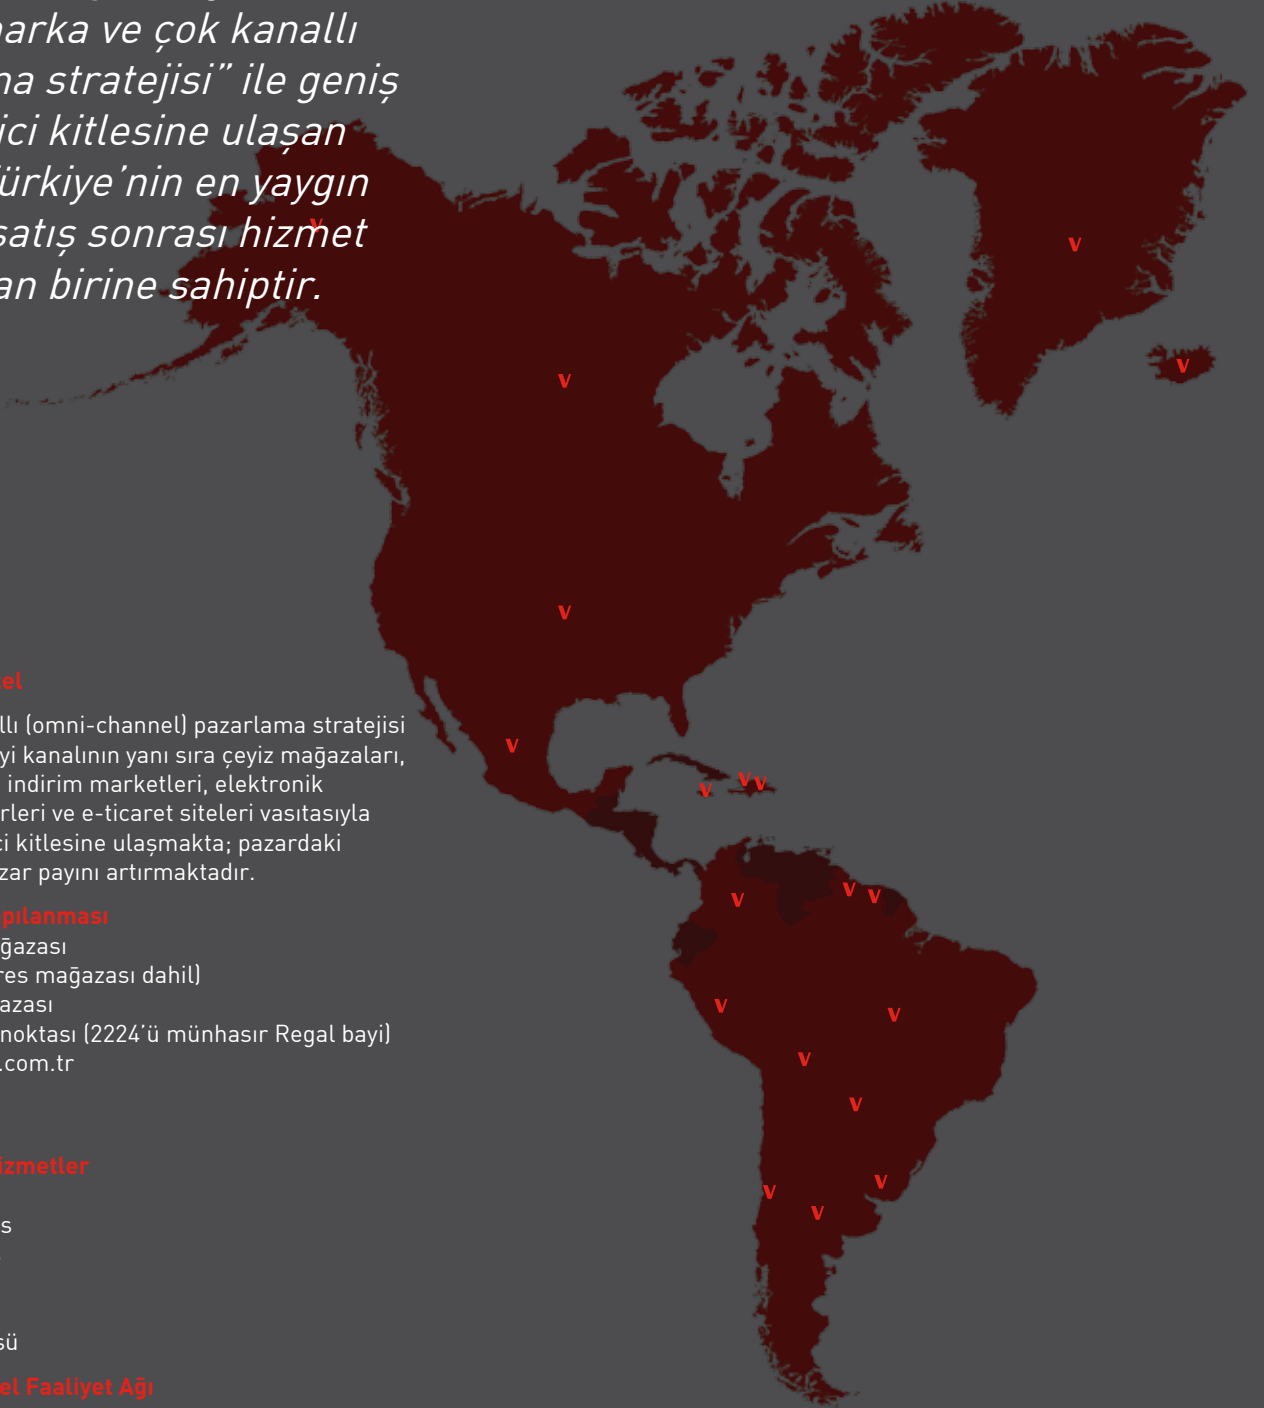 arka ve çok kanallı
na stratejisi” ile geniş
ici kitlesine ulaşan
ürkiye’nin en yaygın
satış sonrası hizmet
an birine sahiptir.
v
v
v
v
v
el
llı (omni-channel) pazarlama stratejisi
yi kanalının yanı sıra çeyiz mağazaları,
indirim marketleri, elektronik
rleri ve e-ticaret siteleri vasıtasıyla
ci kitlesine ulaşmakta; pazardaki
zar payını artırmaktadır.
v
v
v
v
v
v
v
pılanması
ğazası
res mağazası dahil)
azası
noktası (2224’ü münhasır Regal bayi)
.com.tr
v
v
v
v
izmetler
v
v
v
s
sü
el Faaliyet Ağı